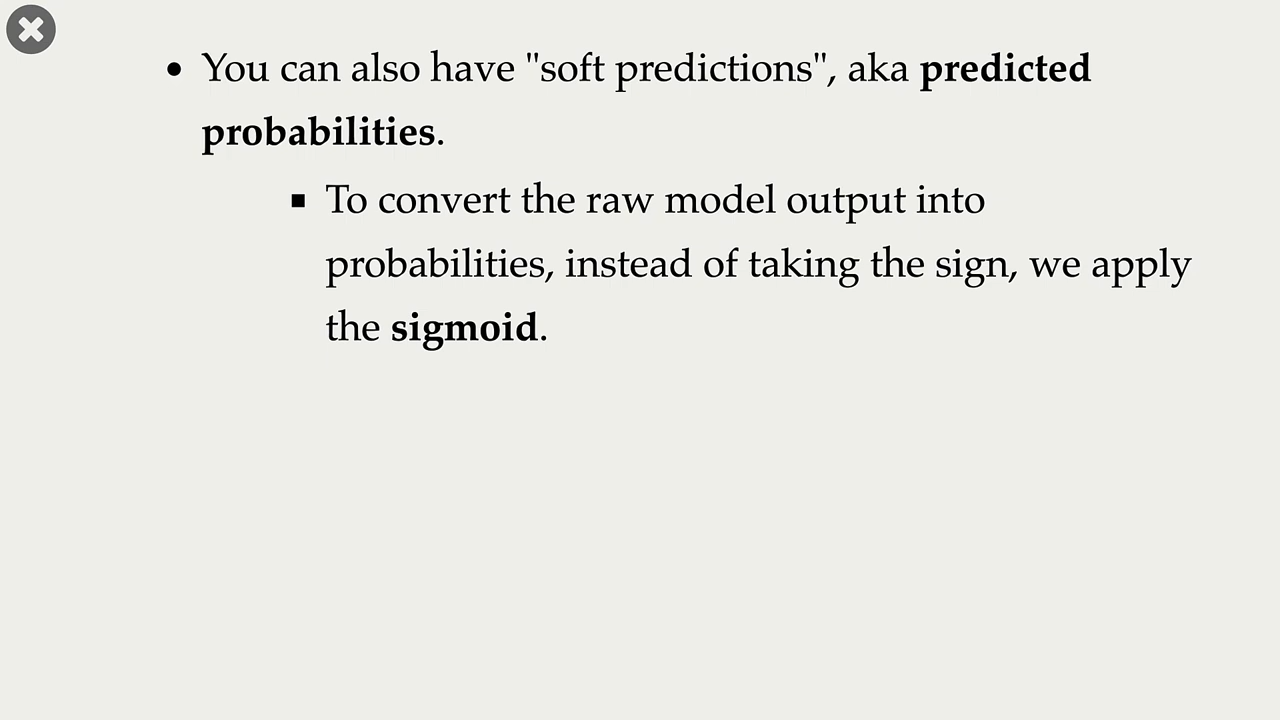 • You can also have "soft predictions", aka predicted
probabilities.
▪ To convert the raw model output into
probabilities, instead of taking the sign, we apply
the sigmoid.